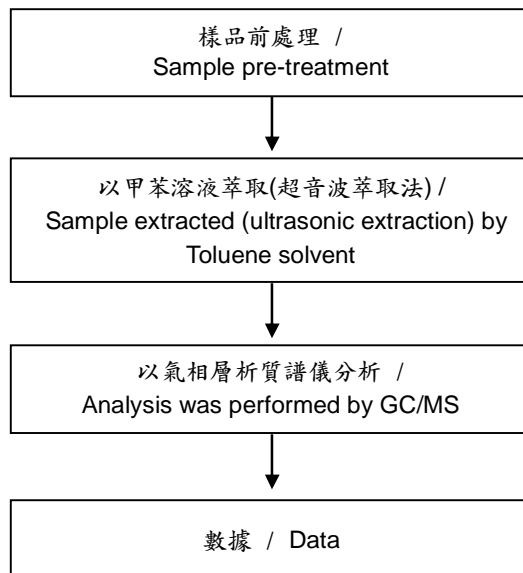 樣品前處理 /
Sample pre-treatment
以甲苯溶液萃取(超音波萃取法) /
Sample extracted (ultrasonic extraction) by
Toluene solvent
以氣相層析質譜儀分析 /
Analysis was performed by GC/MS
數據 / Data